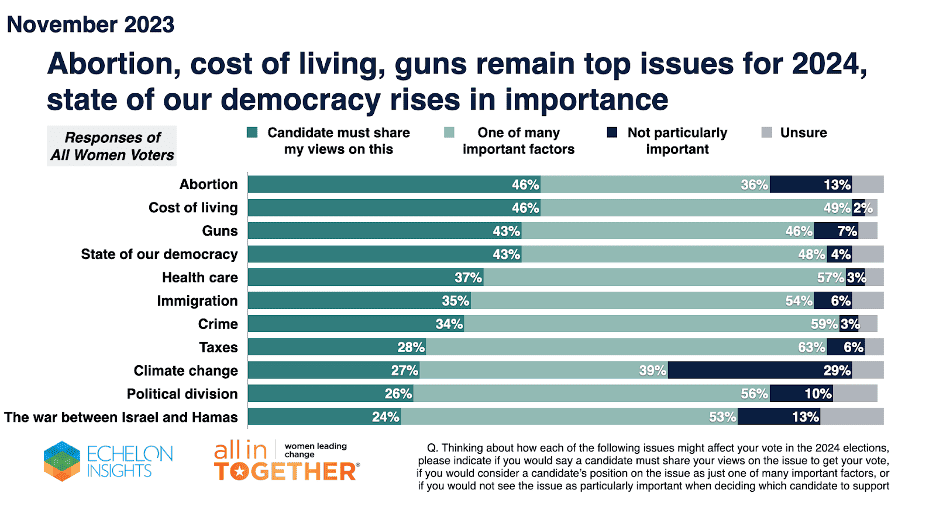 November 2023
Abortion, cost of living, guns remain top issues for 2024,
state of our democracy rises in importance
Responses of
All Women Voters
Candidate must share
my views on this
One of many
important factors
Not particularly
important
Unsure
Abortion 46% 36% 13%
Cost of living 46% 49% 2%
Guns 43% 46% 7%
State of our democracy 43% 48% 4%
Health care 37% 57% 3%
Immigration 35% 54% 6%
Crime 34% 59% 3%
Taxes 28% 63% 6%
Climate change 27% 39% 29%
Political division 26% 56% 10%
The war between Israel and Hamas 24% 53% 13%
ECHELON
INSIGHTS
all in
TOGETHER®
women leading
change
Q. Thinking about how each of the following issues might affect your vote in the 2024 elections,
please indicate if you would say a candidate must share your views on the issue to get your vote,
if you would consider a candidate's position on the issue as just one of many important factors, or
if you would not see the issue as particularly important when deciding which candidate to support